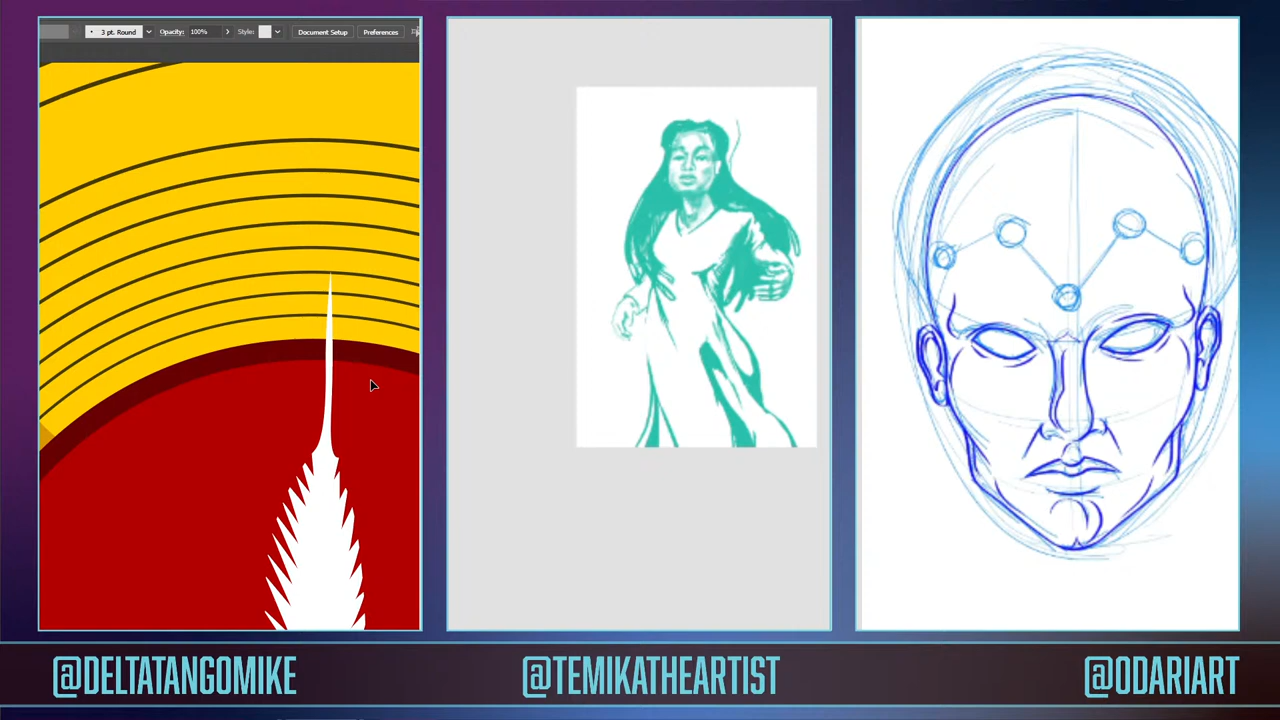 3 pt. Round Opacity: 100% Style: Document Setup Preferences
@DELTATANGOMIKE @TEMIKATHEARTIST @ODARIART